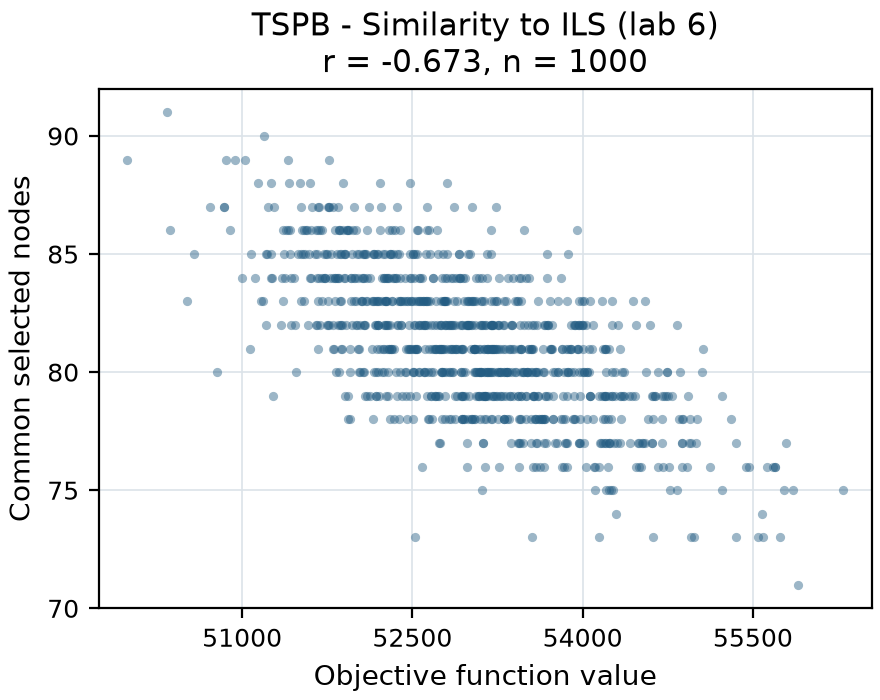 TSPB - Similarity to ILS (lab 6)
r = -0.673, n = 1000
90
85
80
75
70
Common selected nodes
51000
52500
54000
55500
Objective function value